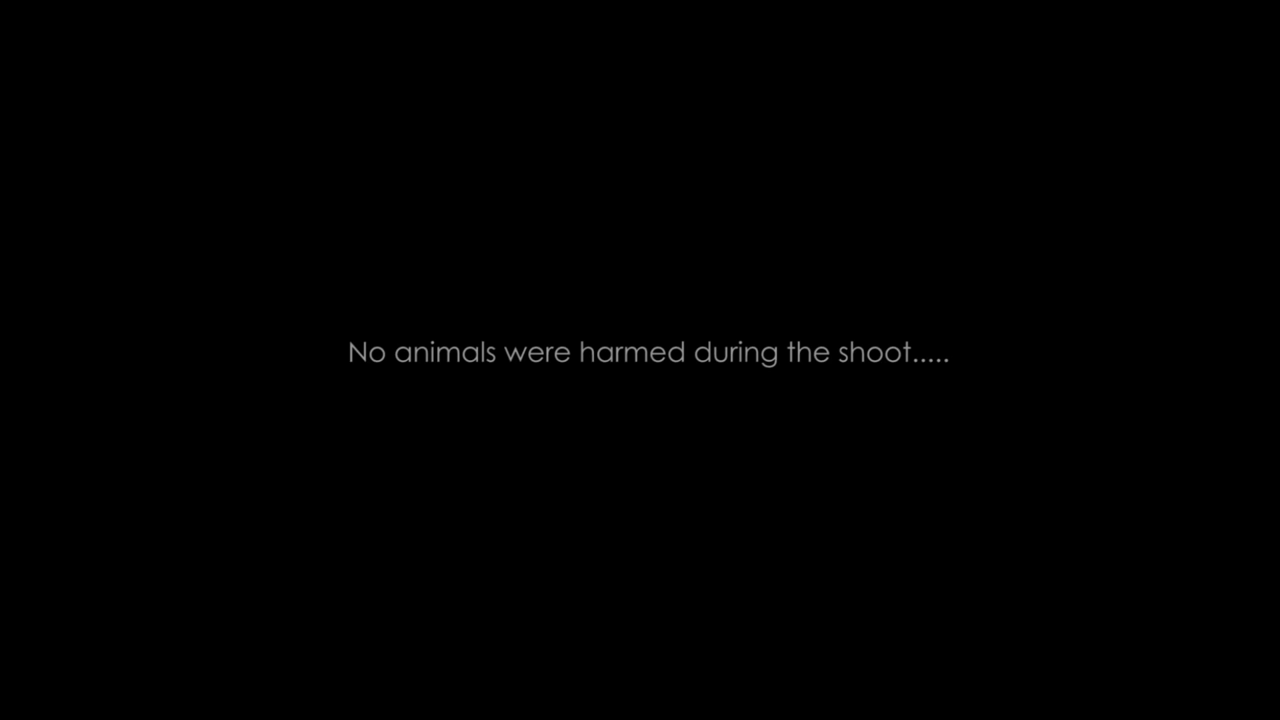 No animals were harmed during the shoot.....